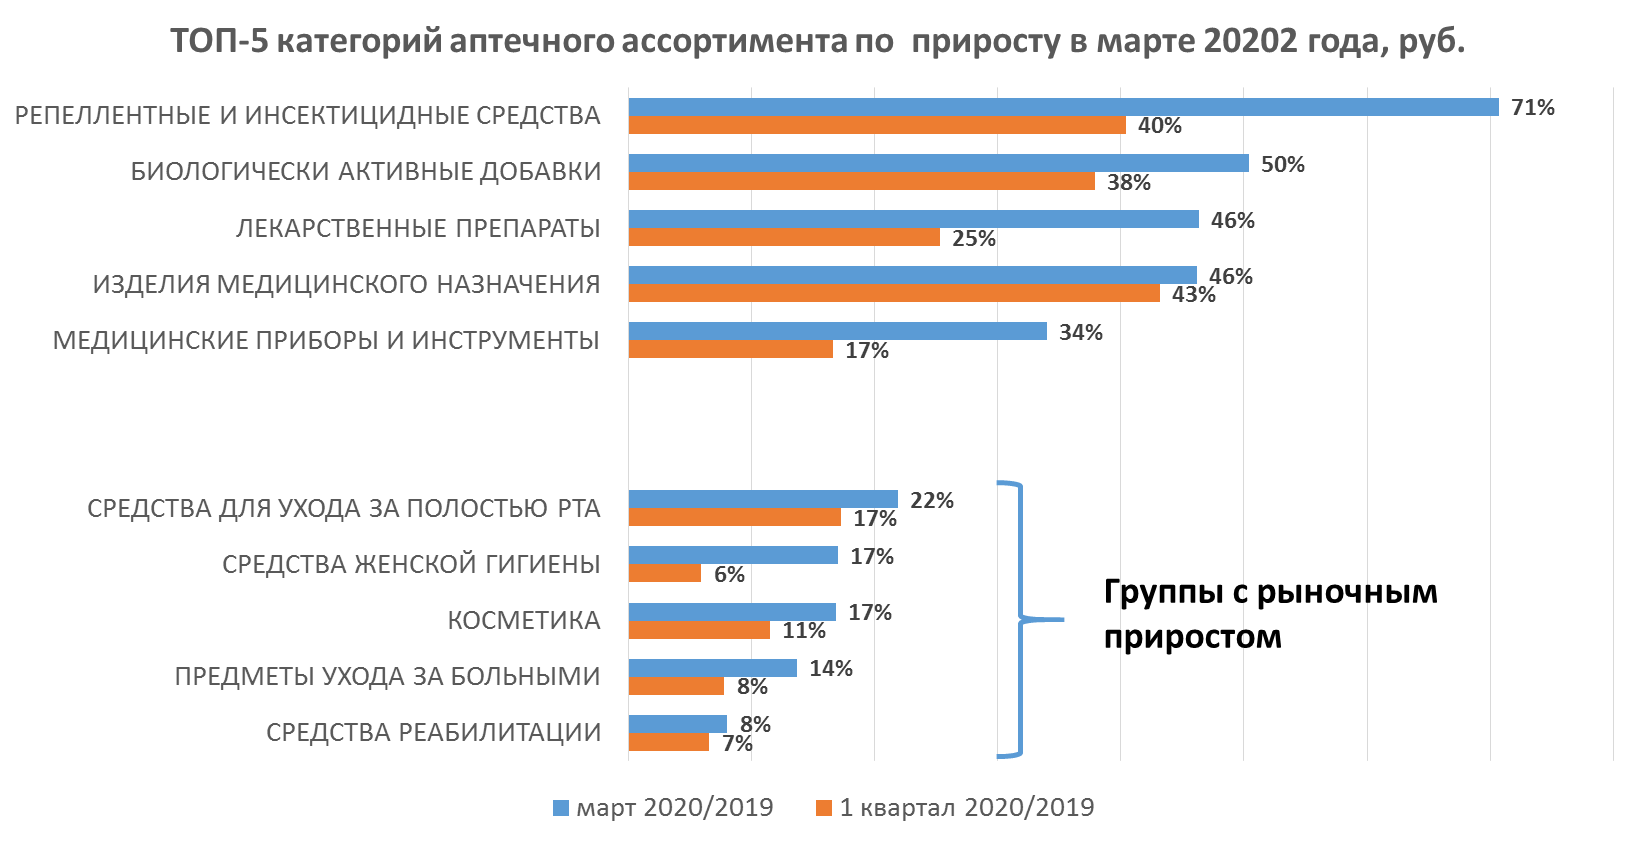 ТОП-5 категорий аптечного ассортимента по приросту в марте 20202 года, руб.
РЕПЕЛЛЕНТНЫЕ И ИНСЕКТИЦИДНЫЕ СРЕДСТВА
71%
40%
БИОЛОГИЧЕСКИ АКТИВНЫЕ ДОБАВКИ
50%
38%
ЛЕКАРСТВЕННЫЕ ПРЕПАРАТЫ
46%
25%
ИЗДЕЛИЯ МЕДИЦИНСКОГО НАЗНАЧЕНИЯ
46%
43%
МЕДИЦИНСКИЕ ПРИБОРЫ И ИНСТРУМЕНТЫ
34%
17%
СРЕДСТВА ДЛЯ УХОДА ЗА ПОЛОСТЬЮ РТА
22%
17%
СРЕДСТВА ЖЕНСКОЙ ГИГИЕНЫ
17%
6%
КОСМЕТИКА
17%
11%
ПРЕДМЕТЫ УХОДА ЗА БОЛЬНЫМИ
14%
8%
СРЕДСТВА РЕАБИЛИТАЦИИ
8%
7%
Группы с рыночным
приростом
март 2020/2019
1 квартал 2020/2019